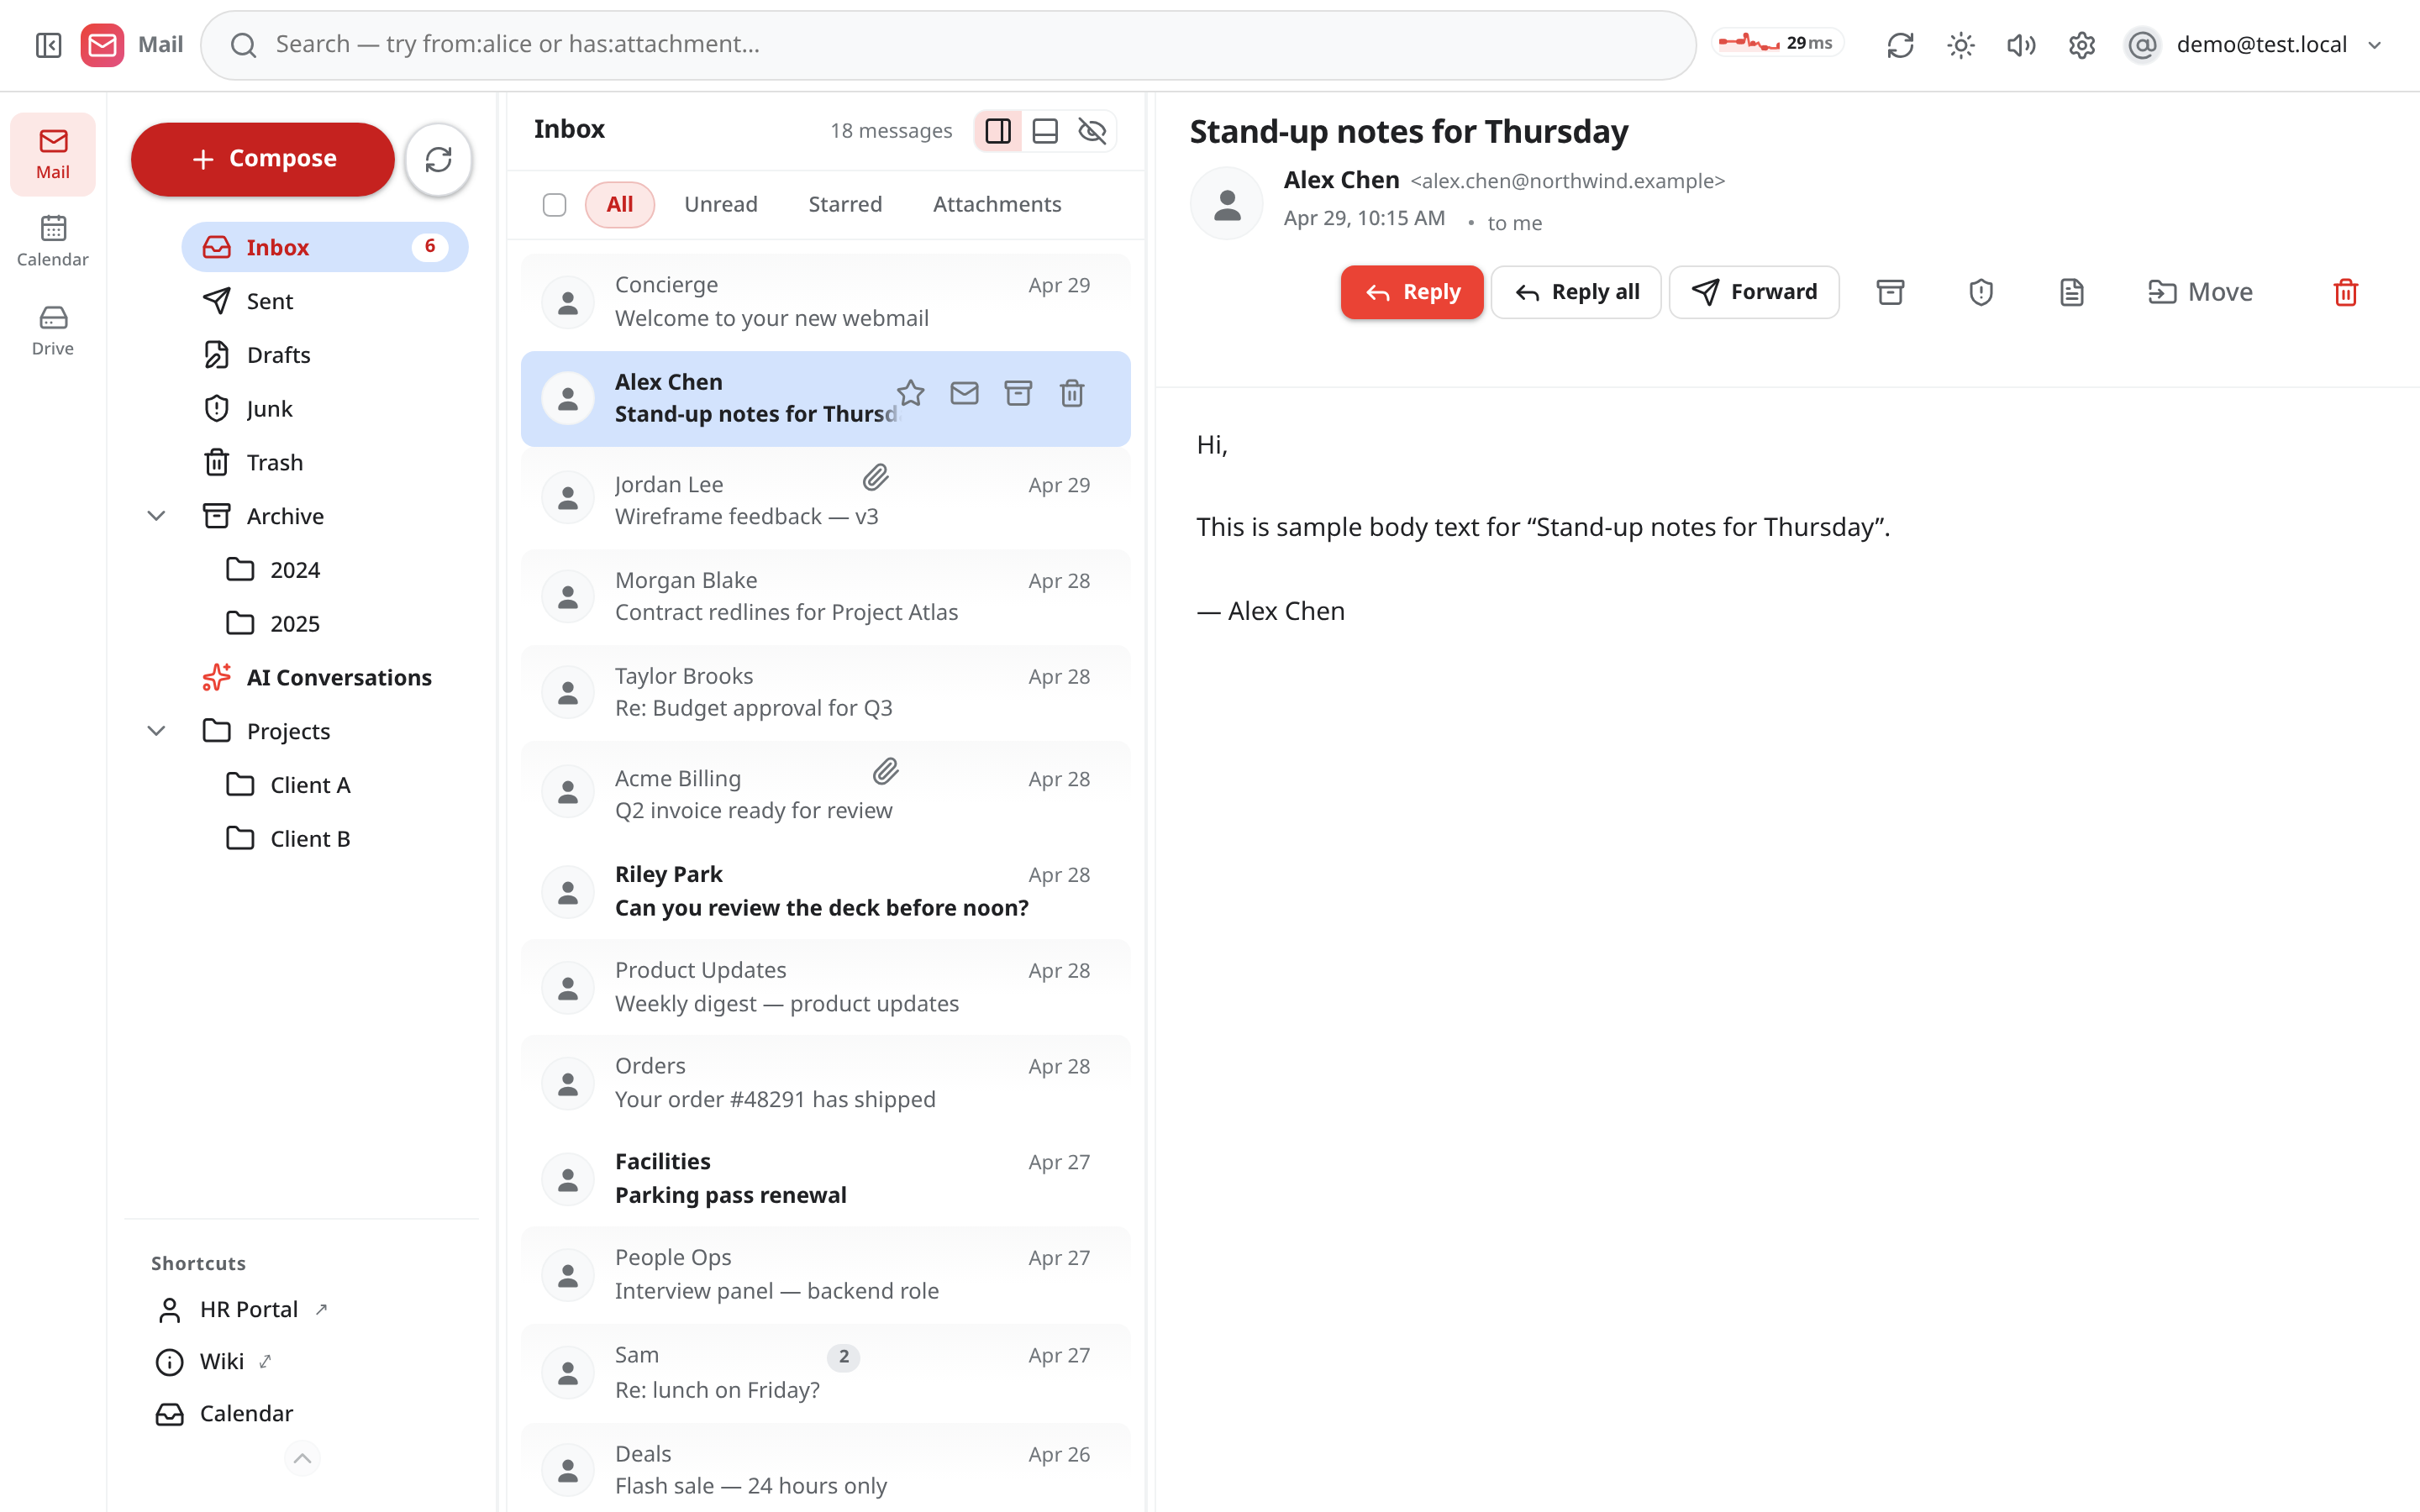 Mail
Search — try from:alice or has:attachment...
29 ms
demo@test.local
Mail
Calendar
Drive
Compose
Inbox 6
Sent
Drafts
Junk
Trash
Archive
2024
2025
AI Conversations
Projects
Client A
Client B
Shortcuts
HR Portal ↗
Wiki
Calendar
Inbox
18 messages
All Unread Starred Attachments
Concierge Apr 29
Welcome to your new webmail
Alex Chen
Stand-up notes for Thursd
Jordan Lee Apr 29
Wireframe feedback — v3
Morgan Blake Apr 28
Contract redlines for Project Atlas
Taylor Brooks Apr 28
Re: Budget approval for Q3
Acme Billing Apr 28
Q2 invoice ready for review
Riley Park Apr 28
Can you review the deck before noon?
Product Updates Apr 28
Weekly digest — product updates
Orders Apr 28
Your order #48291 has shipped
Facilities Apr 27
Parking pass renewal
People Ops Apr 27
Interview panel — backend role
Sam 2 Apr 27
Re: lunch on Friday?
Deals Apr 26
Flash sale — 24 hours only
Stand-up notes for Thursday
Alex Chen <alex.chen@northwind.example>
Apr 29, 10:15 AM • to me
Reply Reply all Forward Move
Hi,
This is sample body text for “Stand-up notes for Thursday”.
— Alex Chen